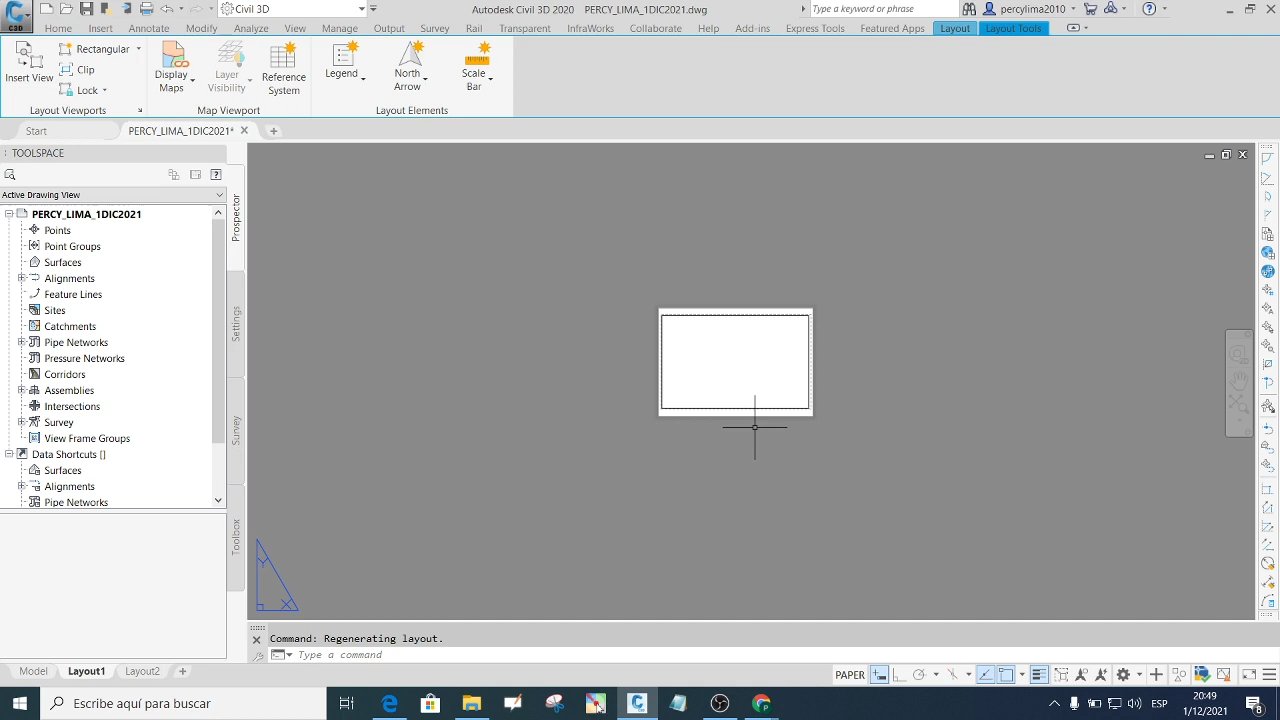 C3D
Civil 3D
Autodesk Civil 3D 2020 PERCY_LIMA_1DIC2021.dwg
Type a keyword or phrase
percylima2010
Home Insert Annotate Modify Analyze View Manage Output Survey Rail Transparent InfraWorks Collaborate Help Add-ins Express Tools Featured Apps Layout Layout Tools
Insert View
Rectangular
Clip
Lock
Layout Viewports
Display Maps
Layer Visibility
Reference System
Map Viewport
Legend
North Arrow
Scale Bar
Layout Elements
Start
PERCY_LIMA_1DIC2021*
TOOLSPACE
Active Drawing View
PERCY_LIMA_1DIC2021
Points
Point Groups
Surfaces
Alignments
Feature Lines
Sites
Catchments
Pipe Networks
Pressure Networks
Corridors
Assemblies
Intersections
Survey
View Frame Groups
Data Shortcuts []
Surfaces
Alignments
Pipe Networks
Prospector
Settings
Survey
Toolbox
Y
X
Command: Regenerating layout.
Type a command
Model Layout1 Layout2
PAPER
Escribe aquí para buscar
ESP
20:49
1/12/2021
8